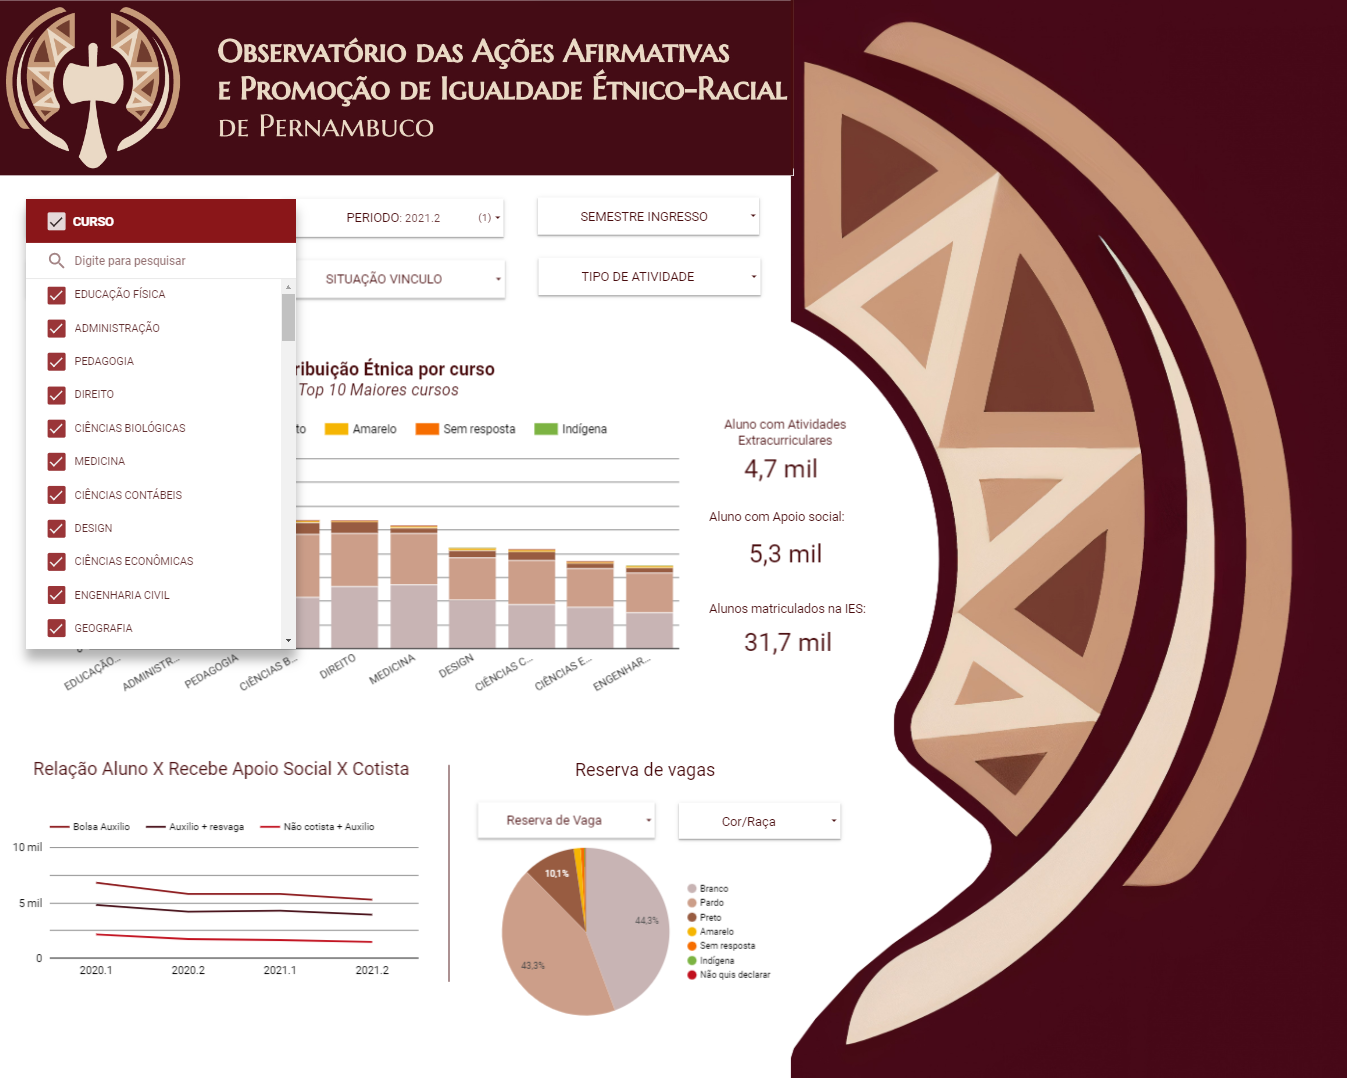 Observatório das Ações Afirmativas
e Promoção de Igualdade Étnico-Racial
de Pernambuco
CURSO
PERIODO: 2021.2 (1)
SEMESTRE INGRESSO
Digite para pesquisar
SITUAÇÃO VINCULO
TIPO DE ATIVIDADE
EDUCAÇÃO FÍSICA
ADMINISTRAÇÃO
PEDAGOGIA
DIREITO
CIÊNCIAS BIOLÓGICAS
MEDICINA
CIÊNCIAS CONTÁBEIS
DESIGN
CIÊNCIAS ECONÔMICAS
ENGENHARIA CIVIL
GEOGRAFIA
ribuição Étnica por curso
Top 10 Maiores cursos
to Amarelo Sem resposta Indígena
EDUCAÇÃO... ADMINISTR... PEDAGOGIA CIÊNCIAS B... DIREITO MEDICINA DESIGN CIÊNCIAS C... CIÊNCIAS E... ENGENHAR...
Aluno com Atividades
Extracurriculares
4,7 mil
Aluno com Apoio social:
5,3 mil
Alunos matriculados na IES:
31,7 mil
Relação Aluno X Recebe Apoio Social X Cotista
Bolsa Auxilio Auxilio + resvaga Não cotista + Auxilio
10 mil
5 mil
0
2020.1 2020.2 2021.1 2021.2
Reserva de vagas
Reserva de Vaga
Cor/Raça
10,1%
44,3%
43,3%
Branco
Pardo
Preto
Amarelo
Sem resposta
Indígena
Não quis declarar